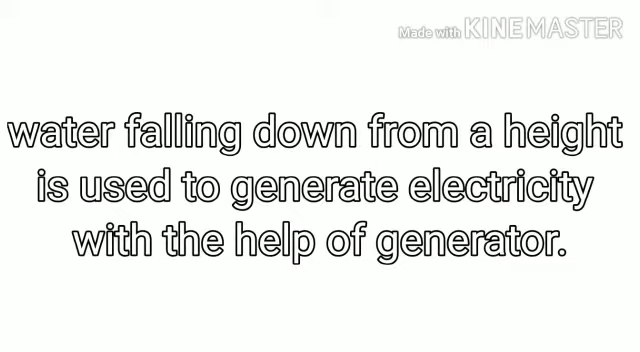 Made with KINEMASTER
water falling down from a height
is used to generate electricity
with the help of generator.